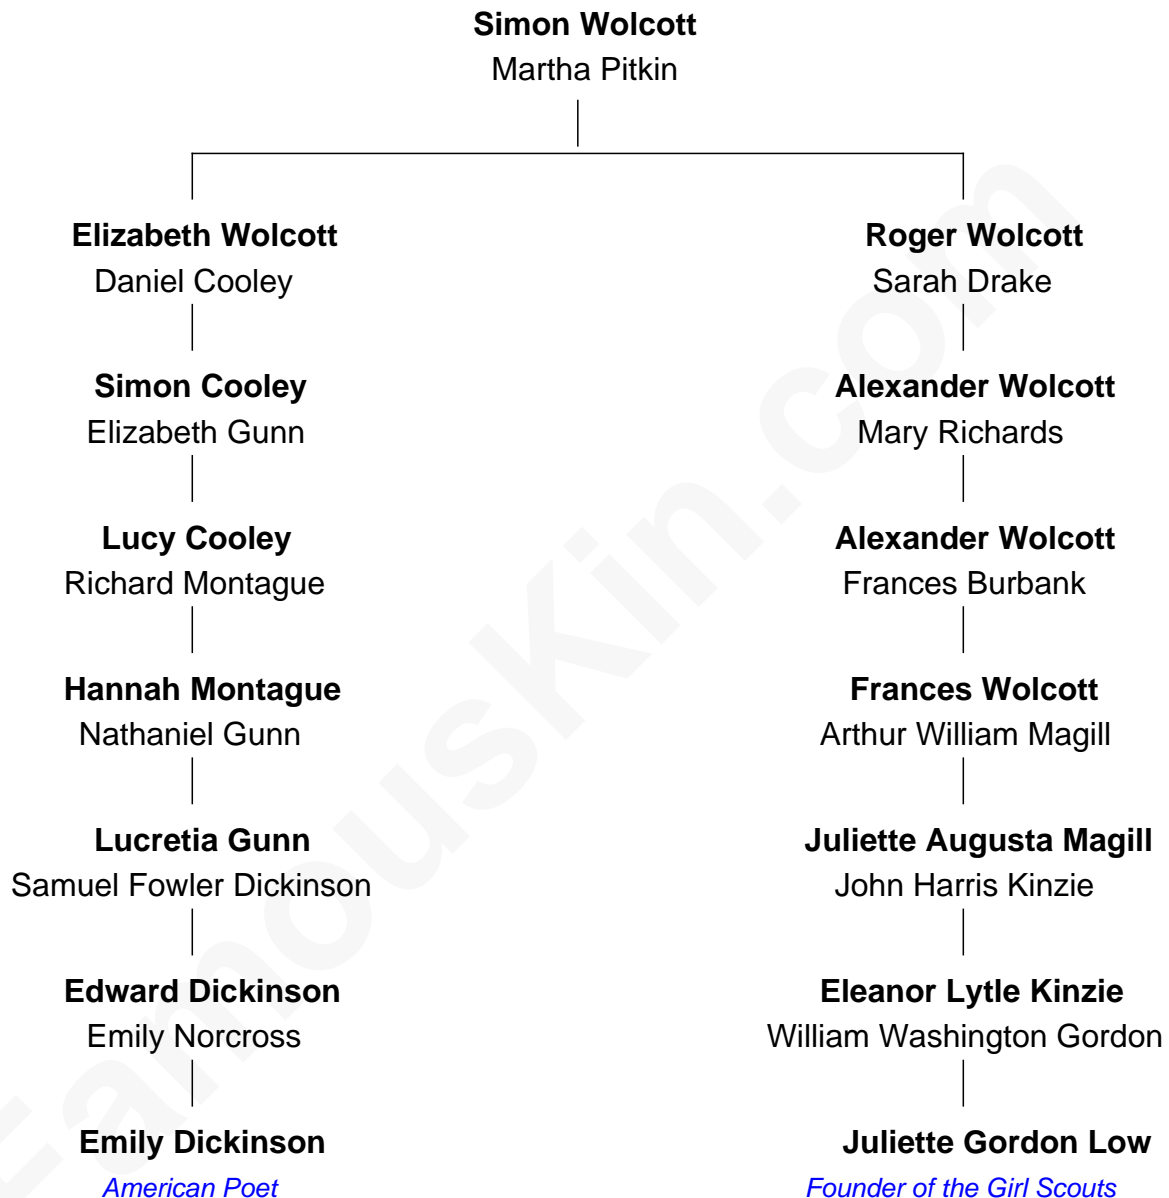 Simon Wolcott
Martha Pitkin
Elizabeth Wolcott
Daniel Cooley
Roger Wolcott
Sarah Drake
Simon Cooley
Elizabeth Gunn
Alexander Wolcott
Mary Richards
Lucy Cooley
Richard Montague
Alexander Wolcott
Frances Burbank
Hannah Montague
Nathaniel Gunn
Frances Wolcott
Arthur William Magill
Lucretia Gunn
Samuel Fowler Dickinson
Juliette Augusta Magill
John Harris Kinzie
Edward Dickinson
Emily Norcross
Eleanor Lytle Kinzie
William Washington Gordon
Emily Dickinson
American Poet
Juliette Gordon Low
Founder of the Girl Scouts
FamousKin.com